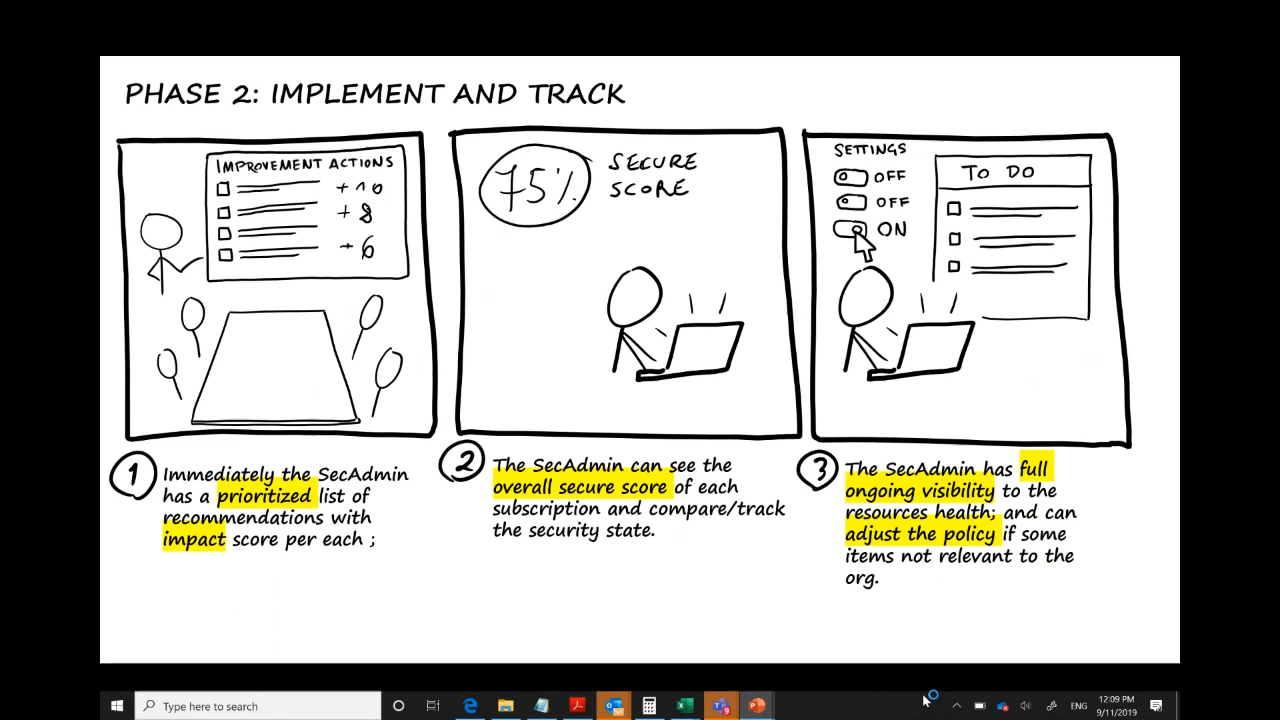 PHASE 2: IMPLEMENT AND TRACK
IMPROVEMENT ACTIONS
+10
+8
+6
75%
SECURE
SCORE
SETTINGS
OFF
OFF
ON
TO DO
1
Immediately the SecAdmin
has a prioritized list of
recommendations with
impact score per each ;
2
The SecAdmin can see the
overall secure score of each
subscription and compare/track
the security state.
3
The SecAdmin has full
ongoing visibility to the
resources health; and can
adjust the policy if some
items not relevant to the
org.
Type here to search
ENG
12:09 PM
9/11/2019